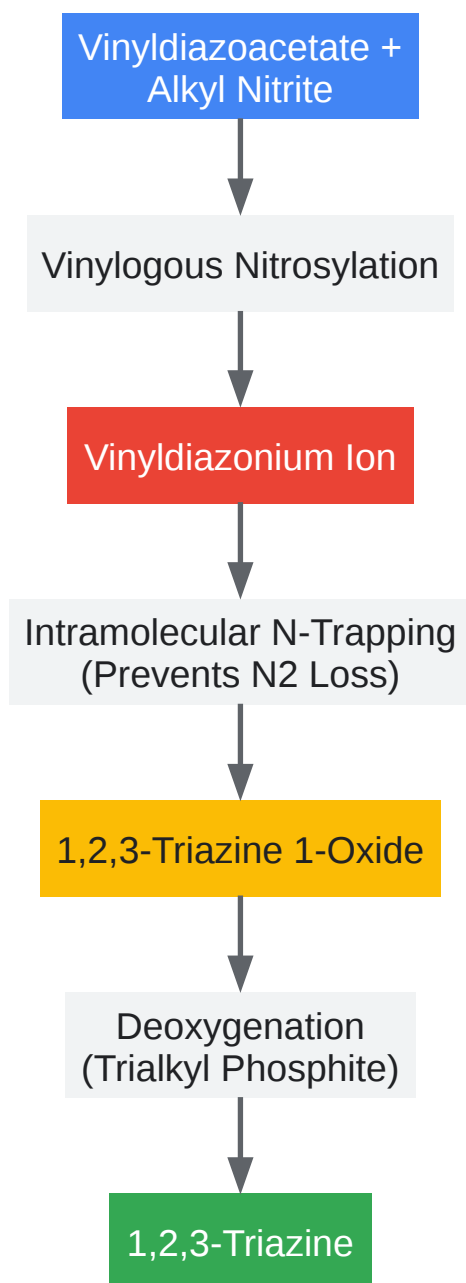 Vinyldiazoacetate +
Alkyl Nitrite
Vinylogous Nitrosylation
Vinyldiazonium Ion
Intramolecular N-Trapping
(Prevents N2 Loss)
1,2,3-Triazine 1-Oxide
Deoxygenation
(Trialkyl Phosphite)
1,2,3-Triazine